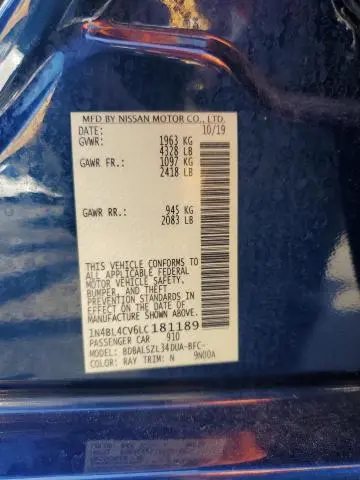 MFD BY NISSAN MOTOR CO., LTD.
DATE: 10/19
GVWR: 1963 KG
4328 LB
GAWR FR: 1097 KG
2418 LB
GAWR RR: 945 KG
2083 LB
THIS VEHICLE CONFORMS TO ALL
APPLICABLE FEDERAL MOTOR
VEHICLE SAFETY, BUMPER, AND
THEFT PREVENTION STANDARDS
IN EFFECT ON THE DATE OF
MANUFACTURE SHOWN ABOVE.
1N4BL4CV6LC181189
PASSENGER CAR 910
MODEL: BDBALSZL34DUA-BFC-
COLOR: RAY TRIM: N 9N00A